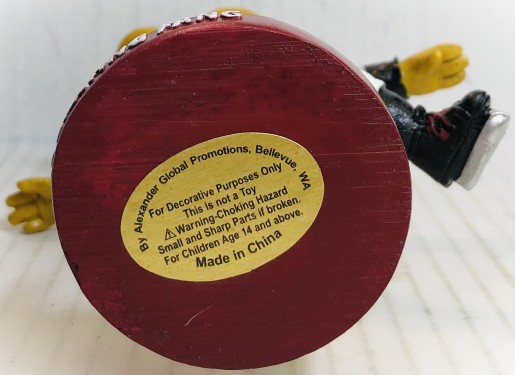 TANG
By Alexander Global Promotions, Bellevue, WA
For Decorative Purposes Only
This is not a Toy
⚠Warning-Choking Hazard
Small and Sharp Parts if broken.
For Children Age 14 and above.
Made in China